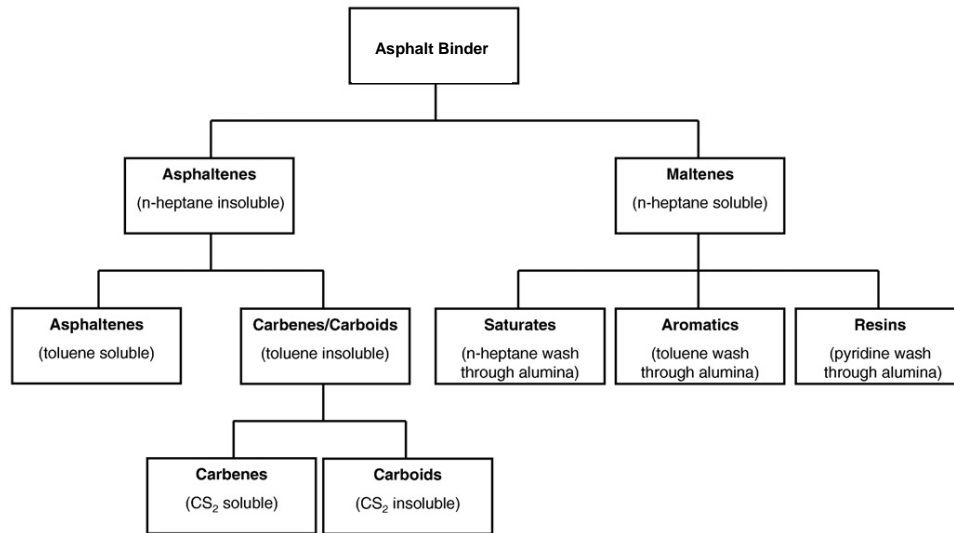 Asphalt Binder
Asphaltenes
(n-heptane insoluble)
Maltenes
(n-heptane soluble)
Asphaltenes
(toluene soluble)
Carbenes/Carboids
(toluene insoluble)
Saturates
(n-heptane wash
through alumina)
Aromatics
(toluene wash
through alumina)
Resins
(pyridine wash
through alumina)
Carbenes
(CS₂ soluble)
Carboids
(CS₂ insoluble)